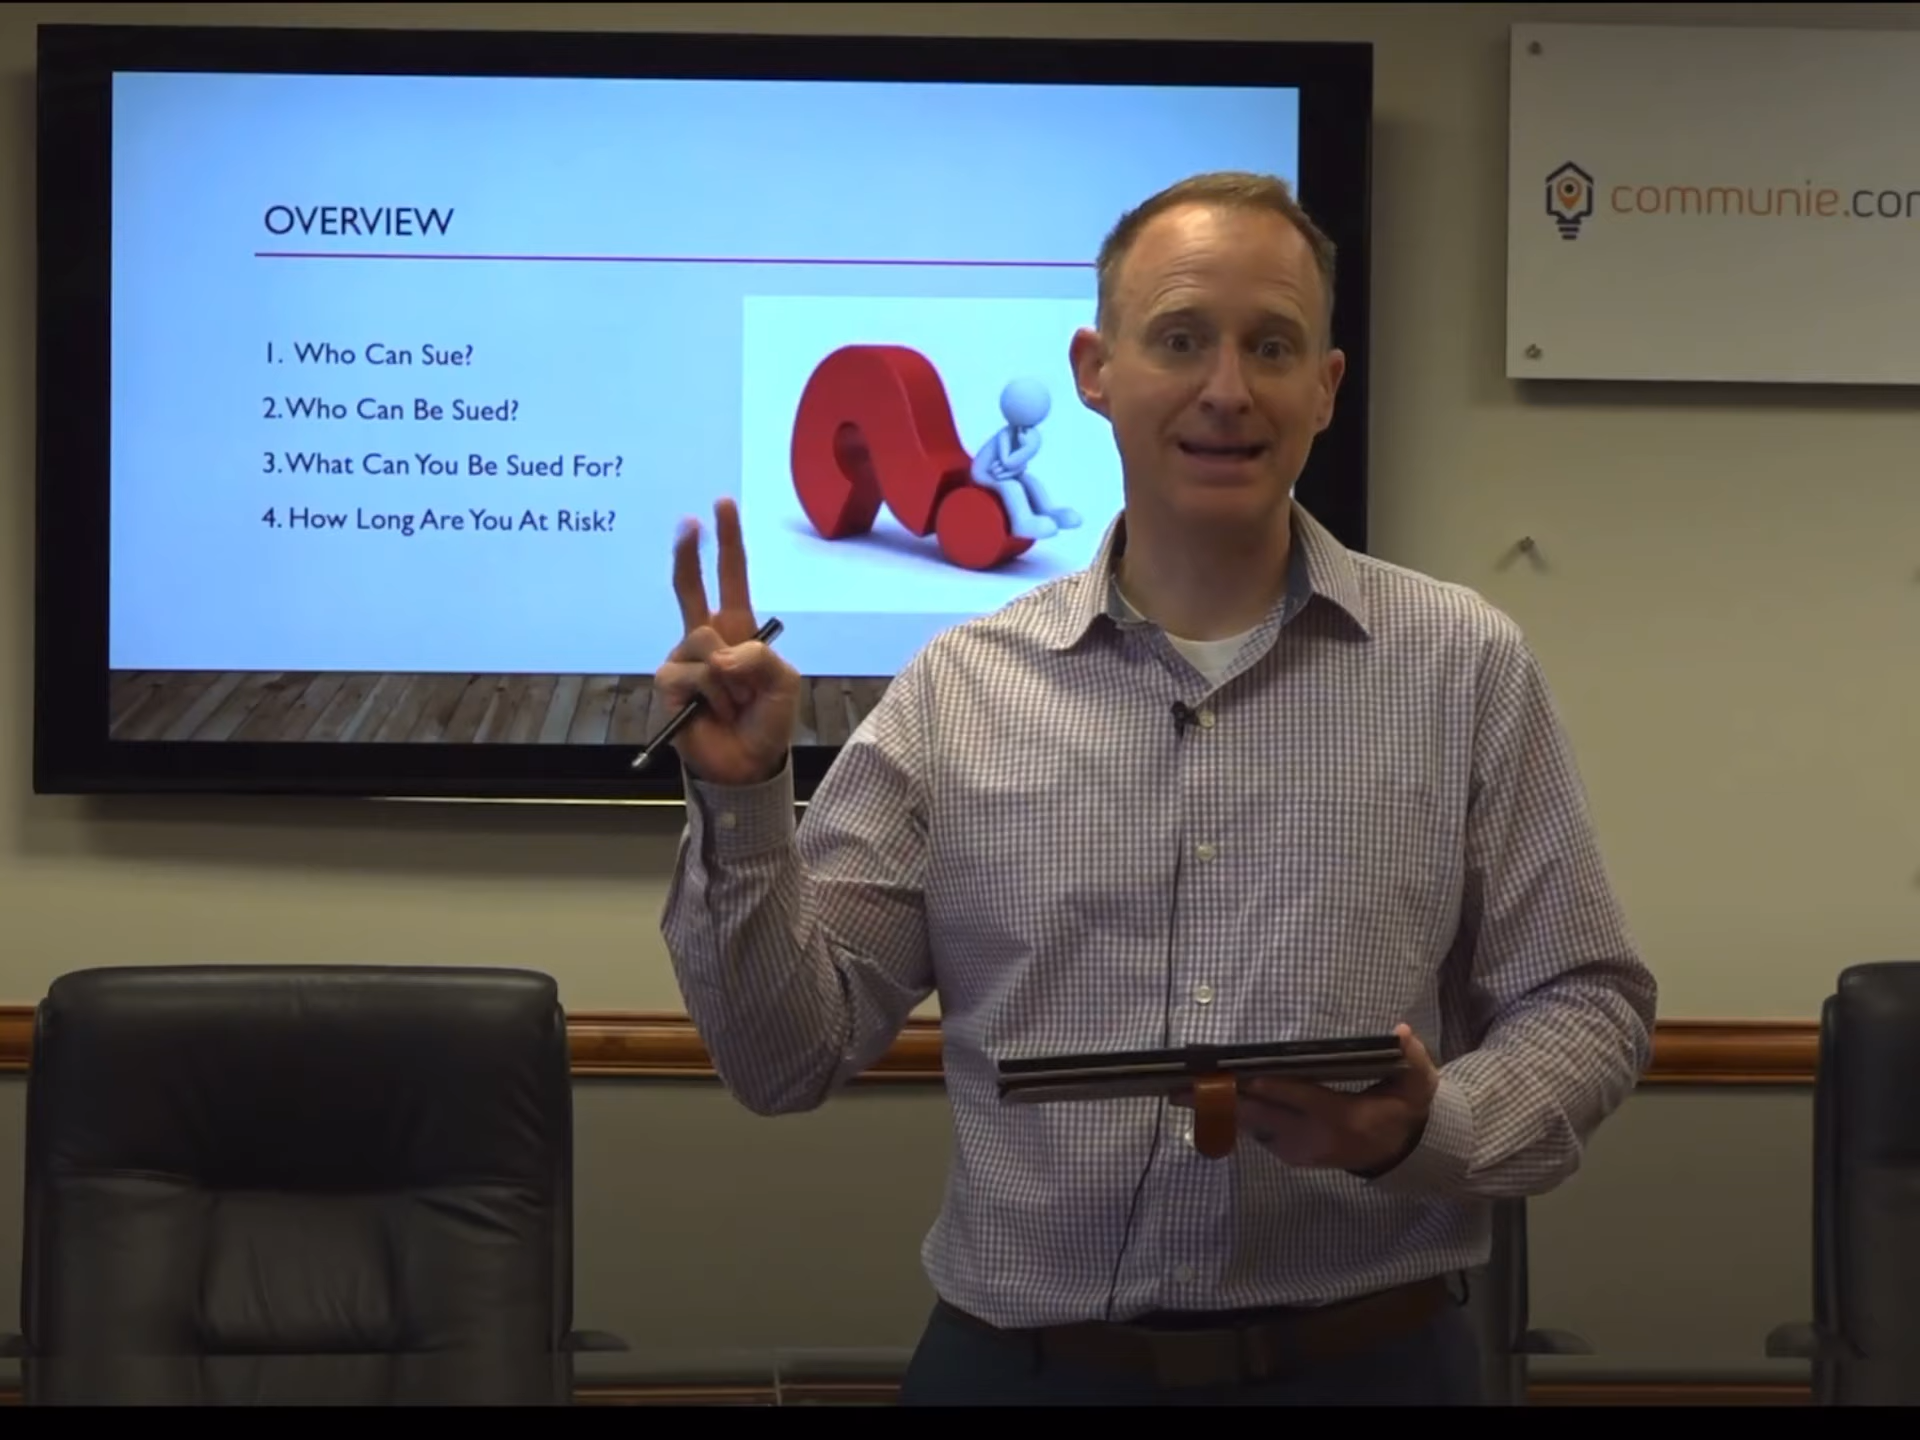 OVERVIEW
1. Who Can Sue?
2. Who Can Be Sued?
3. What Can You Be Sued For?
4. How Long Are You At Risk?
communie.com